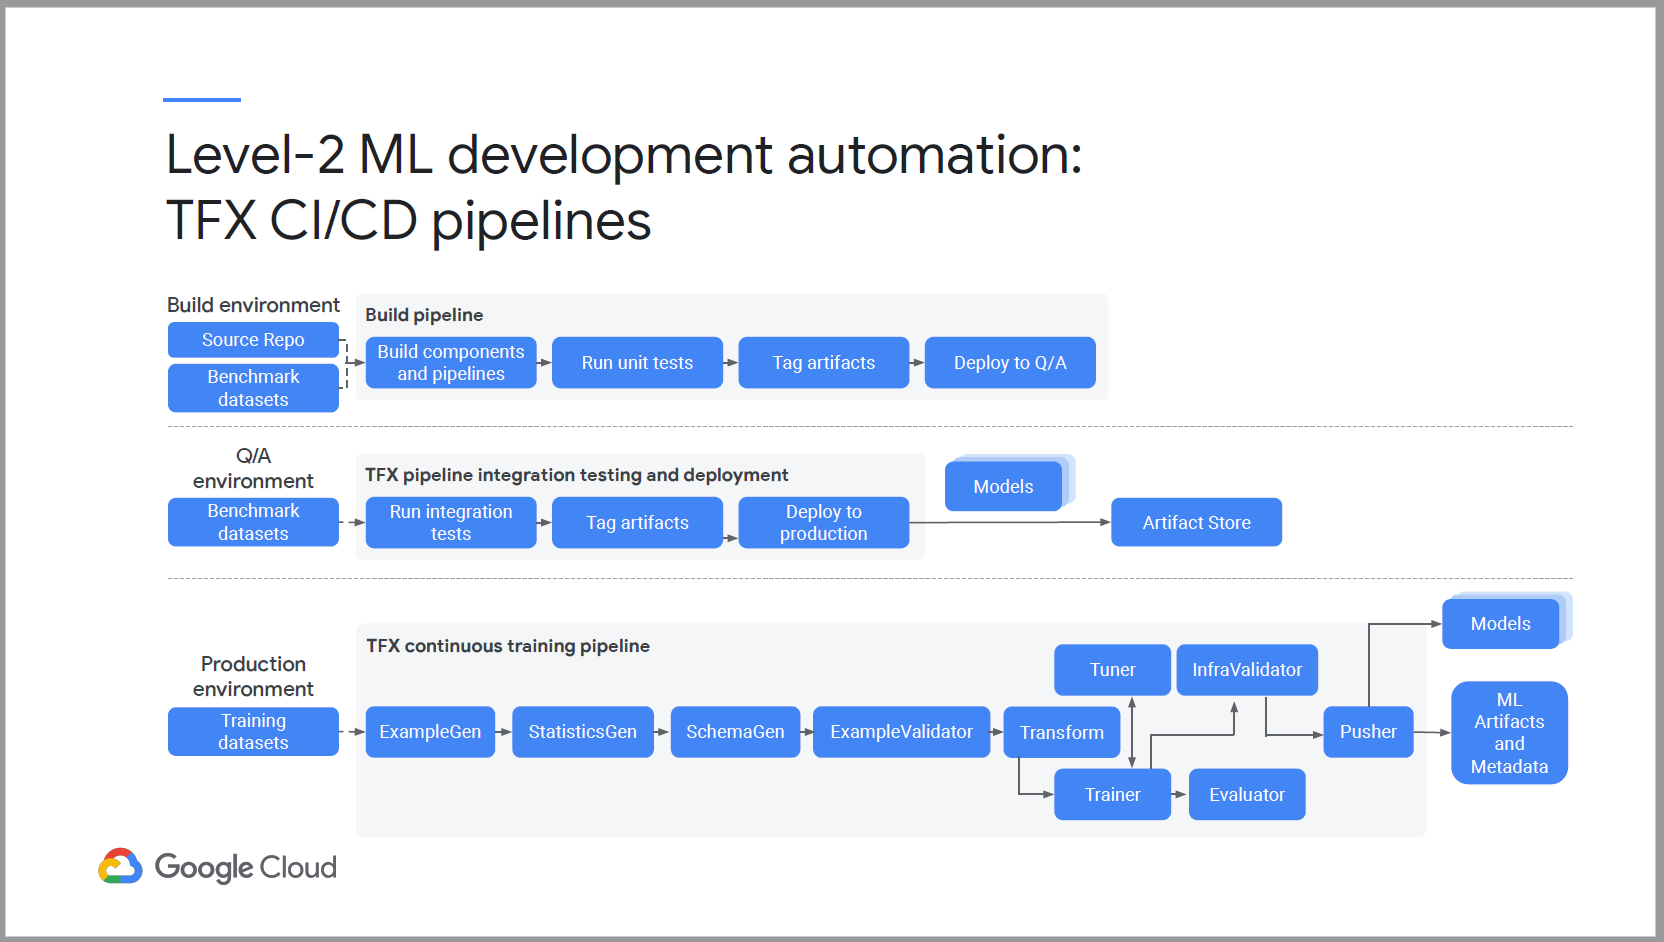 Level-2 ML development automation:
TFX CI/CD pipelines
Build environment
Source Repo
Benchmark
datasets
Build pipeline
Build components
and pipelines
Run unit tests
Tag artifacts
Deploy to Q/A
Q/A
environment
Benchmark
datasets
TFX pipeline integration testing and deployment
Run integration
tests
Tag artifacts
Deploy to
production
Models
Artifact Store
Production
environment
Training
datasets
TFX continuous training pipeline
ExampleGen
StatisticsGen
SchemaGen
ExampleValidator
Transform
Tuner
Trainer
InfraValidator
Evaluator
Pusher
Models
ML
Artifacts
and
Metadata
Google Cloud